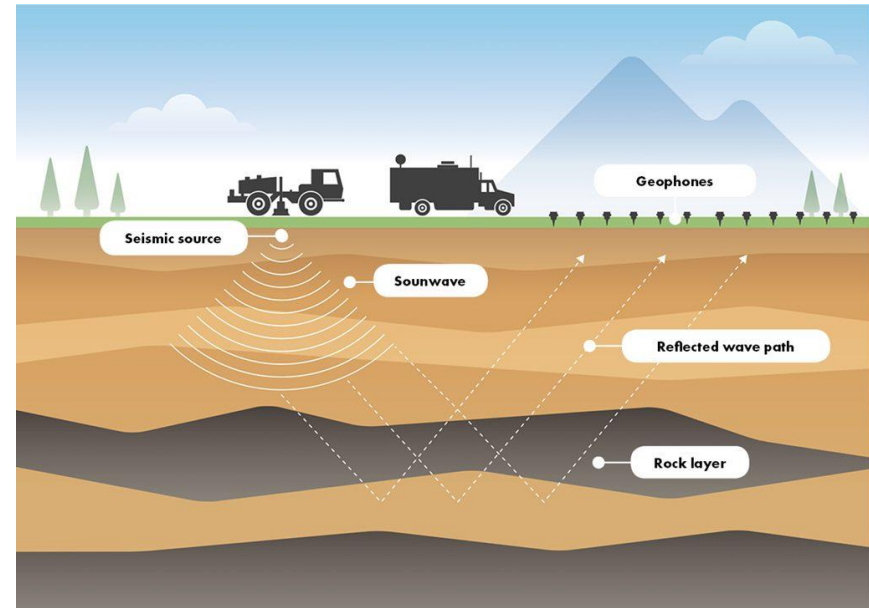 Geophones
Seismic source
Sounwave
Reflected wave path
Rock layer